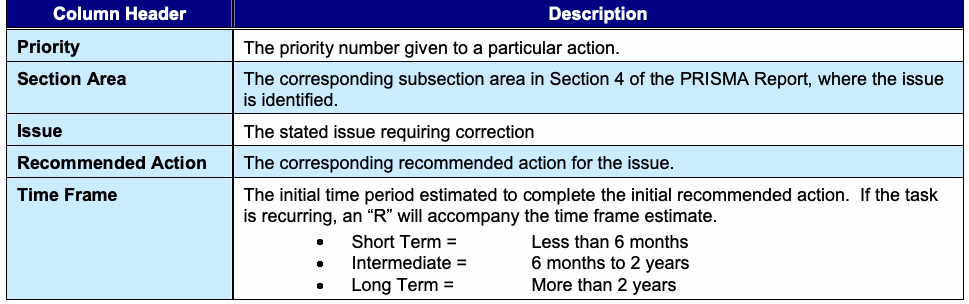 Column Header Description
Priority The priority number given to a particular action.
Section Area The corresponding subsection area in Section 4 of the PRISMA Report, where the issue
is identified.
Issue The stated issue requiring correction
Recommended Action The corresponding recommended action for the issue.
Time Frame The initial time period estimated to complete the initial recommended action. If the task
is recurring, an “R” will accompany the time frame estimate.
• Short Term = Less than 6 months
• Intermediate = 6 months to 2 years
• Long Term = More than 2 years